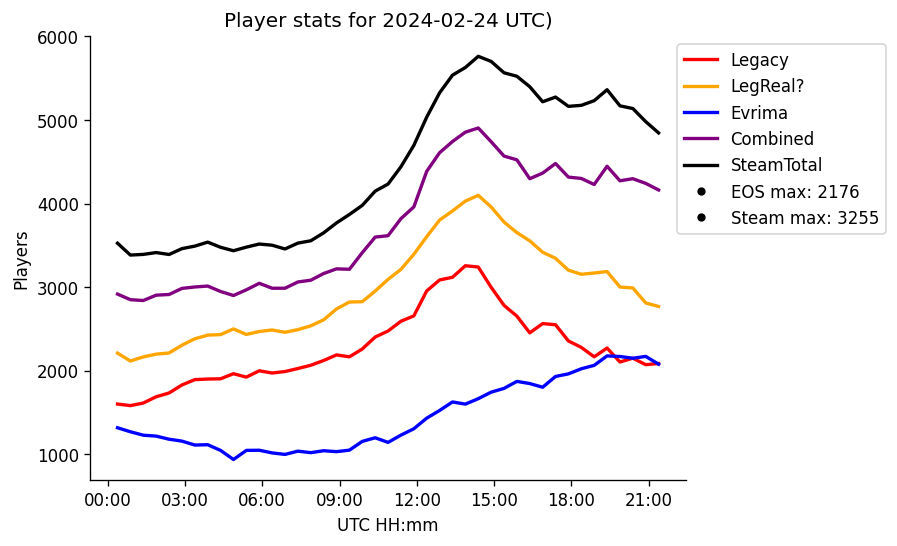 Player stats for 2024-02-24 UTC)
6000
5000
4000
3000
2000
1000
Players
00:00 03:00 06:00 09:00 12:00 15:00 18:00 21:00
UTC HH:mm
Legacy
LegReal?
Evrima
Combined
SteamTotal
EOS max: 2176
Steam max: 3255